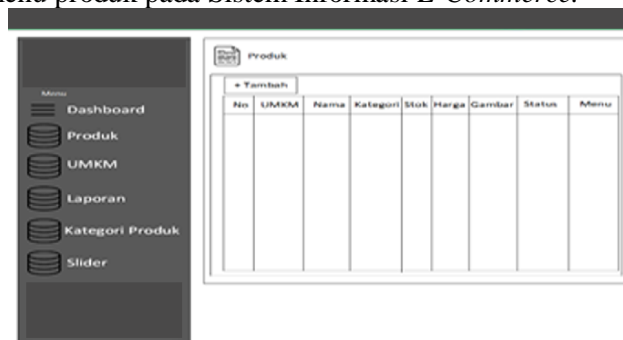 menu produk pada Sistem Informasi E-Commerce.
Produk
+ Tambah
No UMKM Nama Kategori Stok Harga Gambar Status Menu
Menu
Dashboard
Produk
UMKM
Laporan
Kategori Produk
Slider